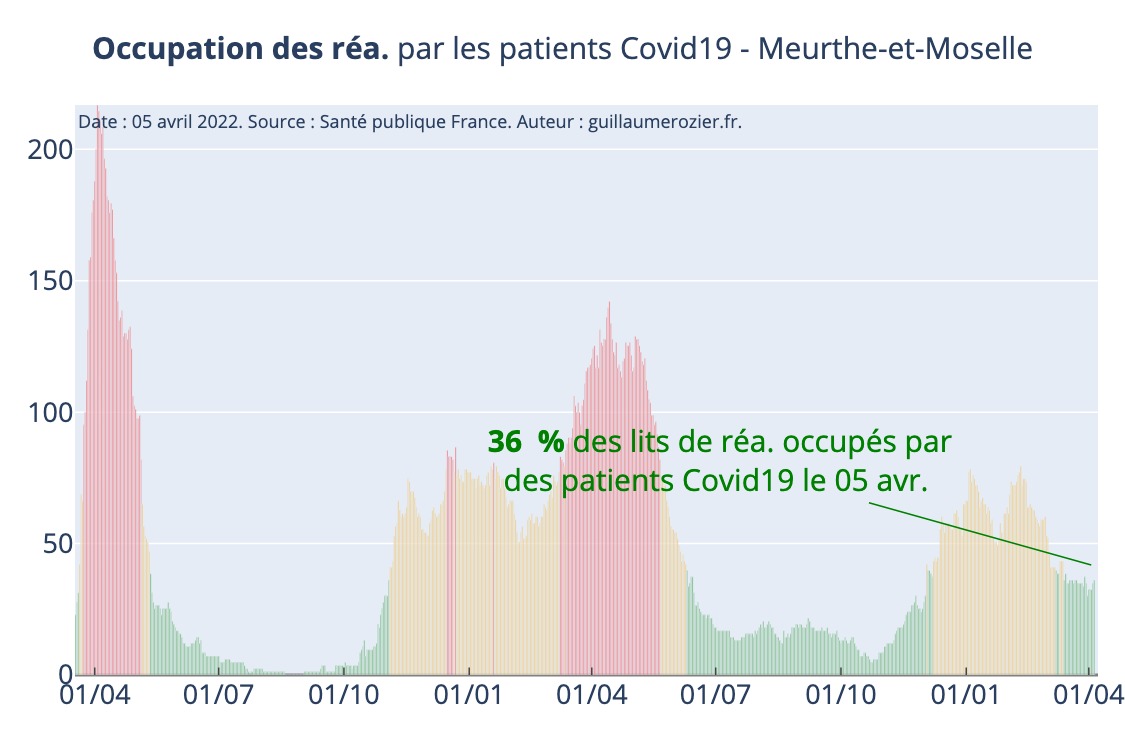 Occupation des réa. par les patients Covid19 - Meurthe-et-Moselle
Date : 05 avril 2022. Source : Santé publique France. Auteur : guillaumerozier.fr.
200
150
100
36  % des lits de réa. occupés par
des patients Covid19 le 05 avr.
50
0
01/04 01/07 01/10 01/01 01/04 01/07 01/10 01/01 01/04